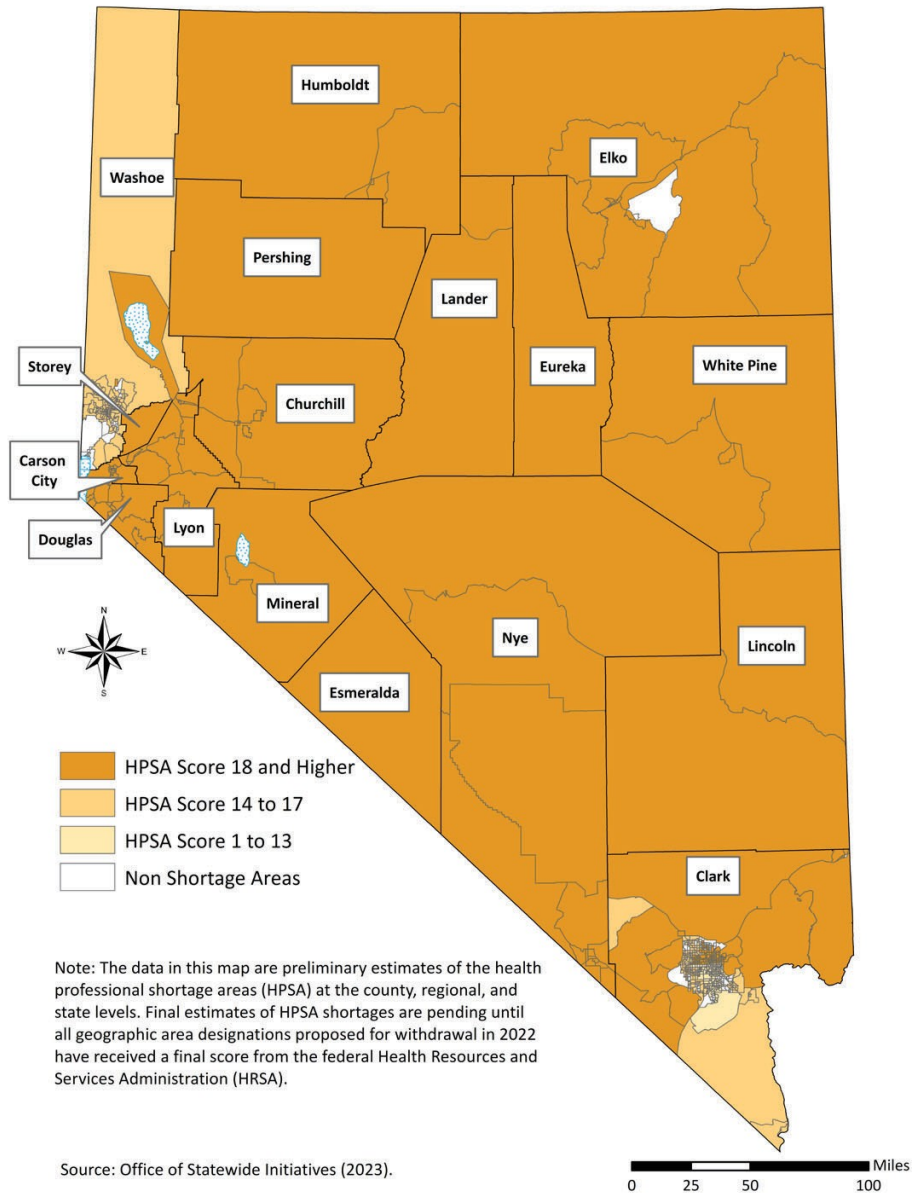 Humboldt
Elko
Washoe
Pershing
Lander
Storey
Eureka
White Pine
Churchill
Carson
City
Lyon
Douglas
Mineral
Nye
Lincoln
Esmeralda
N
W
E
S
HPSA Score 18 and Higher
HPSA Score 14 to 17
HPSA Score 1 to 13
Non Shortage Areas
Clark
Note: The data in this map are preliminary estimates of the health
professional shortage areas (HPSA) at the county, regional, and
state levels. Final estimates of HPSA shortages are pending until
all geographic area designations proposed for withdrawal in 2022
have received a final score from the federal Health Resources and
Services Administration (HRSA).
Source: Office of Statewide Initiatives (2023).
Miles
0 25 50 100